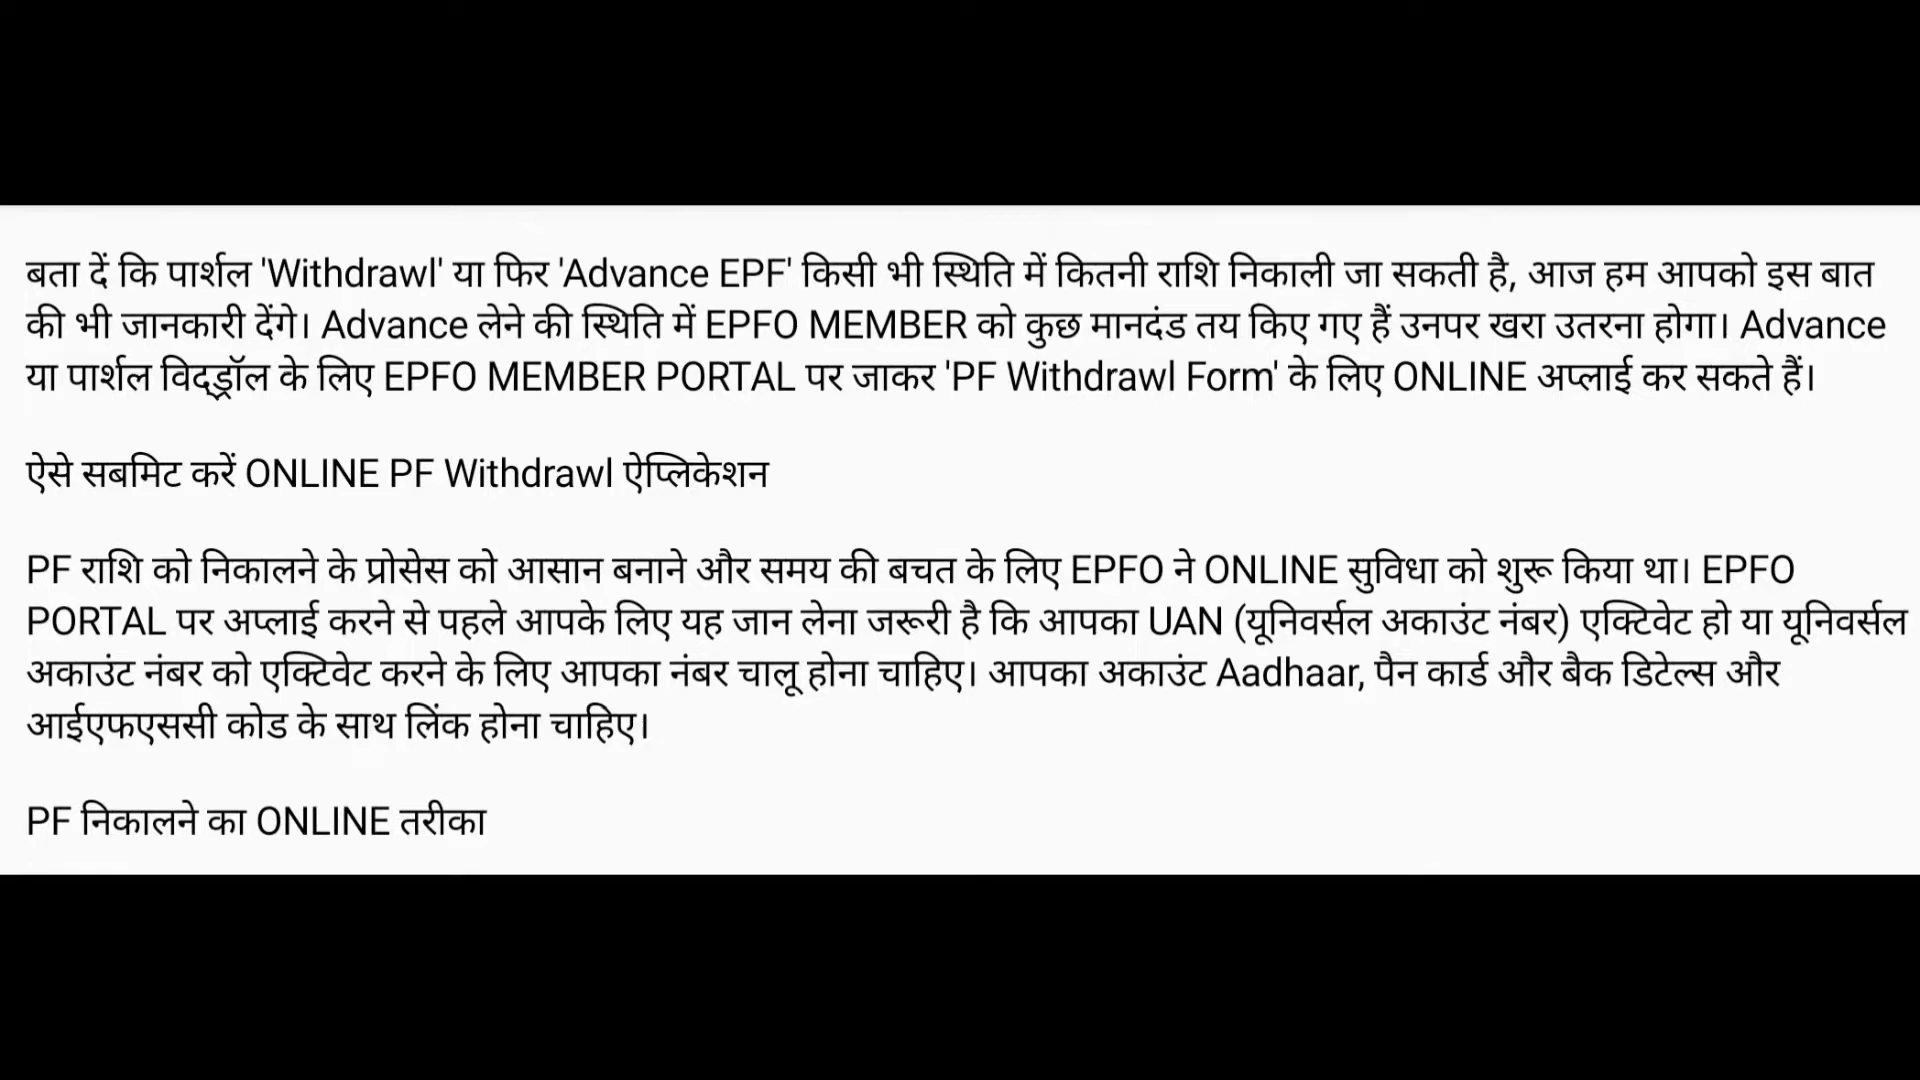 बता दें कि पार्शल 'Withdrawl' या फिर 'Advance EPF' किसी भी स्थिति में कितनी राशि निकाली जा सकती है, आज हम आपको इस बात
की भी जानकारी देंगे। Advance लेने की स्थिति में EPFO MEMBER को कुछ मानदंड तय किए गए हैं उनपर खरा उतरना होगा। Advance
या पार्शल विद्ड्रॉल के लिए EPFO MEMBER PORTAL पर जाकर 'PF Withdrawl Form' के लिए ONLINE अप्लाई कर सकते हैं।
ऐसे सबमिट करें ONLINE PF Withdrawl ऐप्लिकेशन
PF राशि को निकालने के प्रोसेस को आसान बनाने और समय की बचत के लिए EPFO ने ONLINE सुविधा को शुरू किया था। EPFO
PORTAL पर अप्लाई करने से पहले आपके लिए यह जान लेना जरूरी है कि आपका UAN (यूनिवर्सल अकाउंट नंबर) एक्टिवेट हो या यूनिवर्सल
अकाउंट नंबर को एक्टिवेट करने के लिए आपका नंबर चालू होना चाहिए। आपका अकाउंट Aadhaar, पैन कार्ड और बैक डिटेल्स और
आईएफएससी कोड के साथ लिंक होना चाहिए।
PF निकालने का ONLINE तरीका